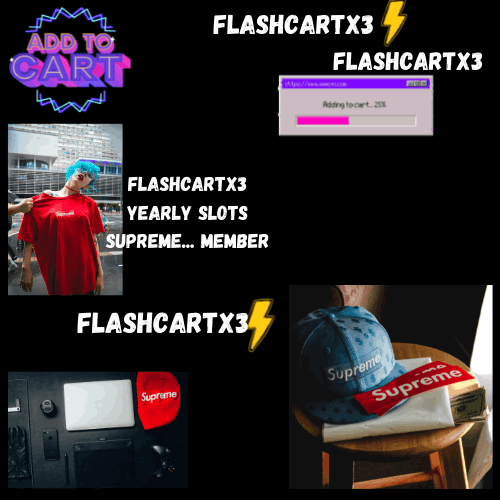 ADD TO
CART
FLASHCARTX3
FLASHCARTX3
Adding to cart...25%
FLASHCARTX3
YEARLY SLOTS
SUPREME... MEMBER
Supreme
FLASHCARTX3
Supreme
Supreme
Supreme